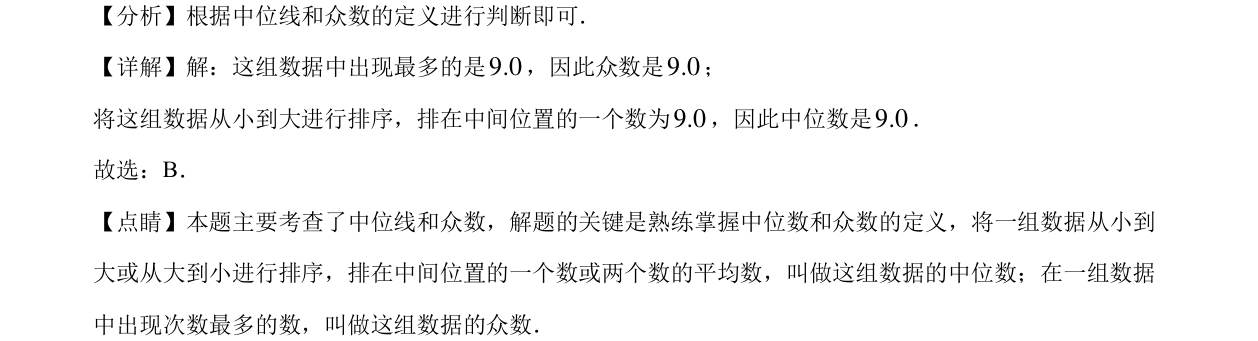 【分析】根据中位线和众数的定义进行判断即可．
【详解】解：这组数据中出现最多的是9.0，因此众数是9.0；
将这组数据从小到大进行排序，排在中间位置的一个数为9.0，因此中位数是9.0．
故选：B．
【点睛】本题主要考查了中位线和众数，解题的关键是熟练掌握中位数和众数的定义，将一组数据从小到
大或从大到小进行排序，排在中间位置的一个数或两个数的平均数，叫做这组数据的中位数；在一组数据
中出现次数最多的数，叫做这组数据的众数．